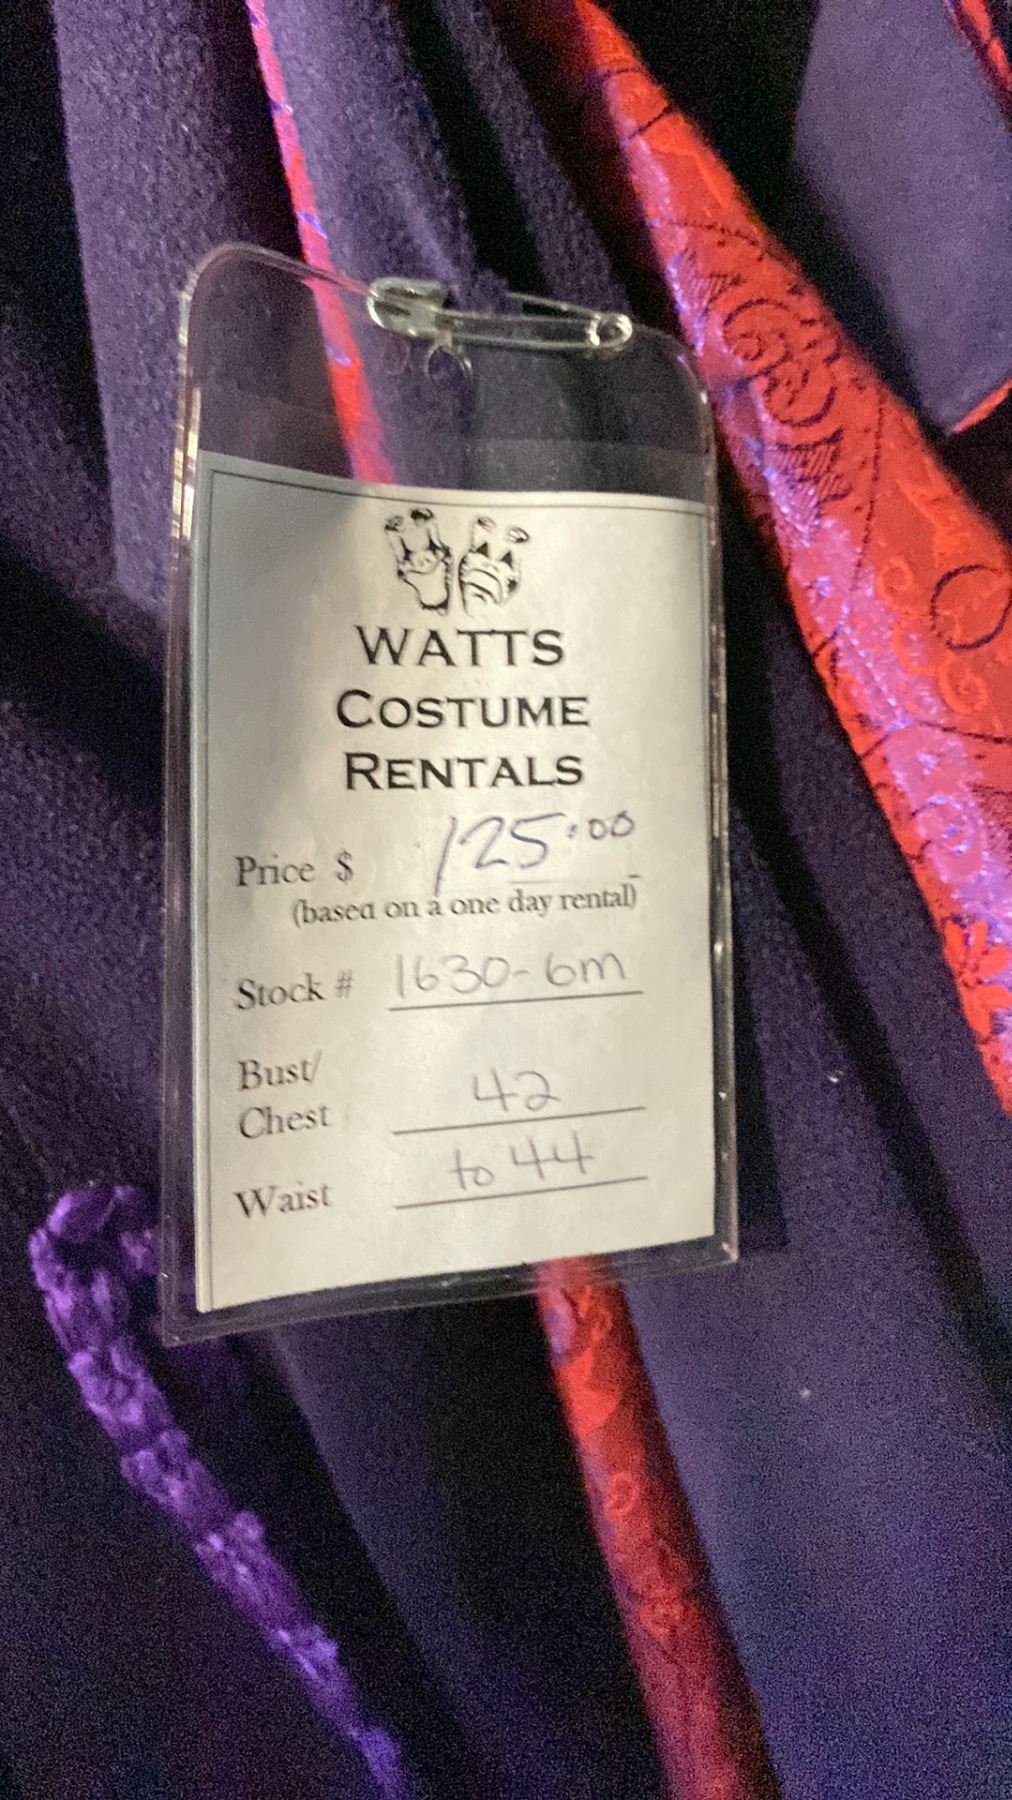 WATTS
COSTUME
RENTALS
Price $ 125.00
(based on a one day rental)
Stock # 1630-6m
Bust/
Chest 42
to 44
Waist